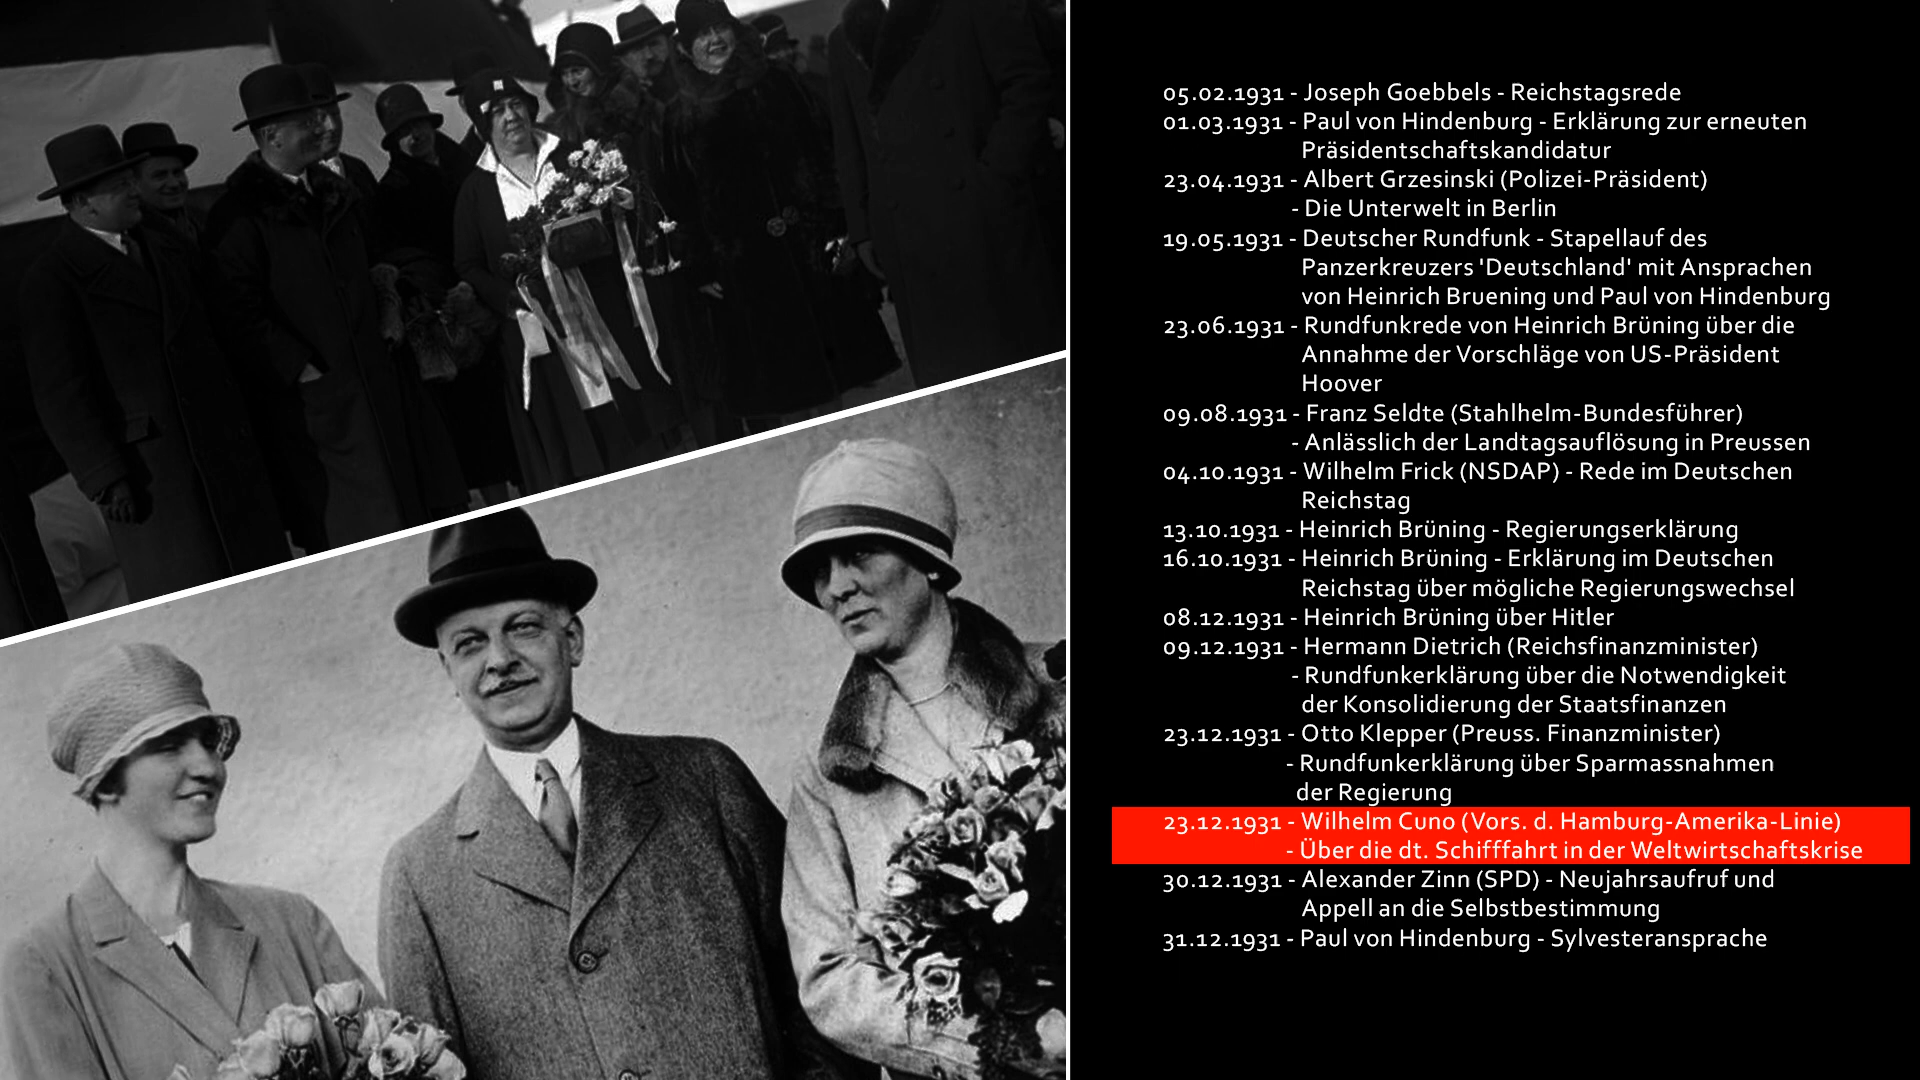 05.02.1931 - Joseph Goebbels - Reichstagsrede
01.03.1931 - Paul von Hindenburg - Erklärung zur erneuten
Präsidentschaftskandidatur
23.04.1931 - Albert Grzesinski (Polizei-Präsident)
- Die Unterwelt in Berlin
19.05.1931 - Deutscher Rundfunk - Stapellauf des
Panzerkreuzers 'Deutschland' mit Ansprachen
von Heinrich Bruening und Paul von Hindenburg
23.06.1931 - Rundfunkrede von Heinrich Brüning über die
Annahme der Vorschläge von US-Präsident
Hoover
09.08.1931 - Franz Seldte (Stahlhelm-Bundesführer)
- Anlässlich der Landtagsauflösung in Preussen
04.10.1931 - Wilhelm Frick (NSDAP) - Rede im Deutschen
Reichstag
13.10.1931 - Heinrich Brüning - Regierungserklärung
16.10.1931 - Heinrich Brüning - Erklärung im Deutschen
Reichstag über mögliche Regierungswechsel
08.12.1931 - Heinrich Brüning über Hitler
09.12.1931 - Hermann Dietrich (Reichsfinanzminister)
- Rundfunkerklärung über die Notwendigkeit
der Konsolidierung der Staatsfinanzen
23.12.1931 - Otto Klepper (Preuss. Finanzminister)
- Rundfunkerklärung über Sparmassnahmen
der Regierung
23.12.1931 - Wilhelm Cuno (Vors. d. Hamburg-Amerika-Linie)
- Über die dt. Schifffahrt in der Weltwirtschaftskrise
30.12.1931 - Alexander Zinn (SPD) - Neujahrsaufruf und
Appell an die Selbstbestimmung
31.12.1931 - Paul von Hindenburg - Sylvesteransprache